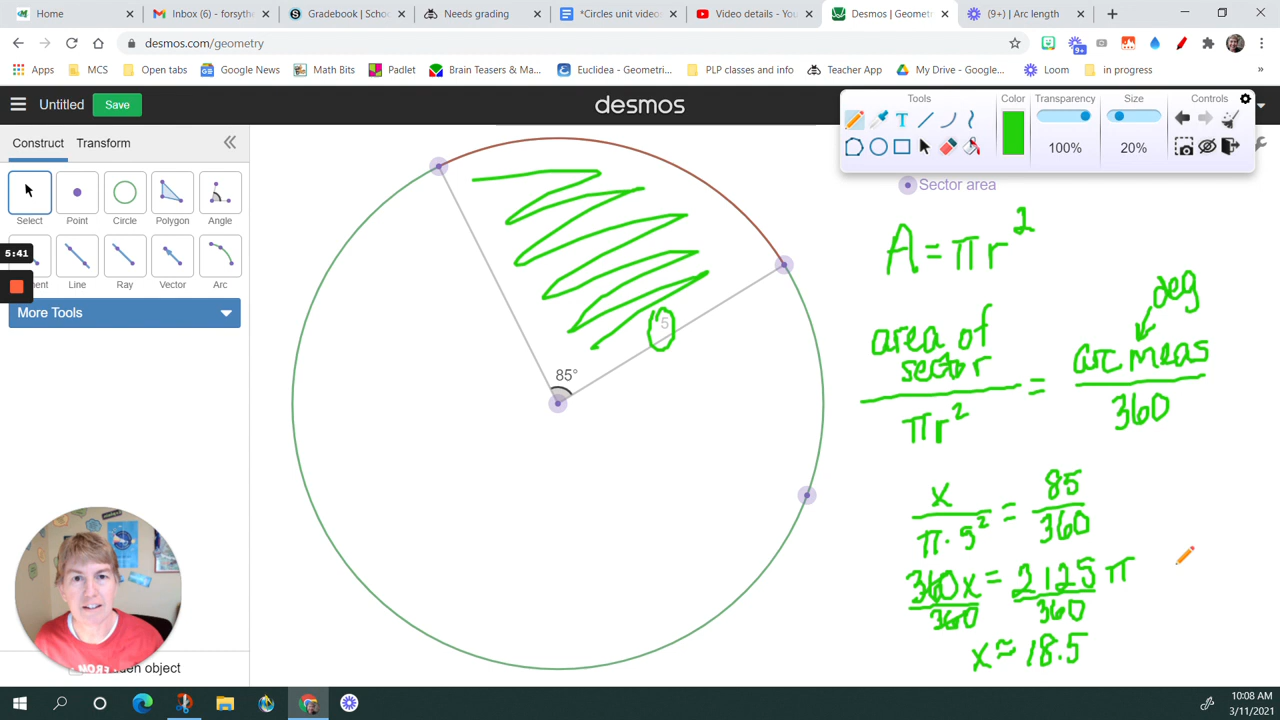 Home
Inbox (6) - forsythe
Gradebook | Schoo
Needs grading
*Circles unit videos
Video details - You
Desmos | Geometr
(9+) | Arc length
desmos.com/geometry
9+
Apps
MCS
Open tabs
Google News
Math Bits
Padlet
Brain Teasers & Ma...
Euclidea - Geometri...
PLP classes and info
Teacher App
My Drive - Google...
Loom
in progress
Untitled
Save
desmos
Tools
Color
Transparency
Size
Controls
100%
20%
Construct
Transform
Select
Point
Circle
Polygon
Angle
5:41
Line
Ray
Vector
Arc
More Tools
Sector area
A = πr²
area of sector / πr² = arc meas / 360
deg
5
85°
x / π · 5² = 85 / 360
360x / 360 = 2125π / 360
x ≈ 18.5
object
10:08 AM
3/11/2021